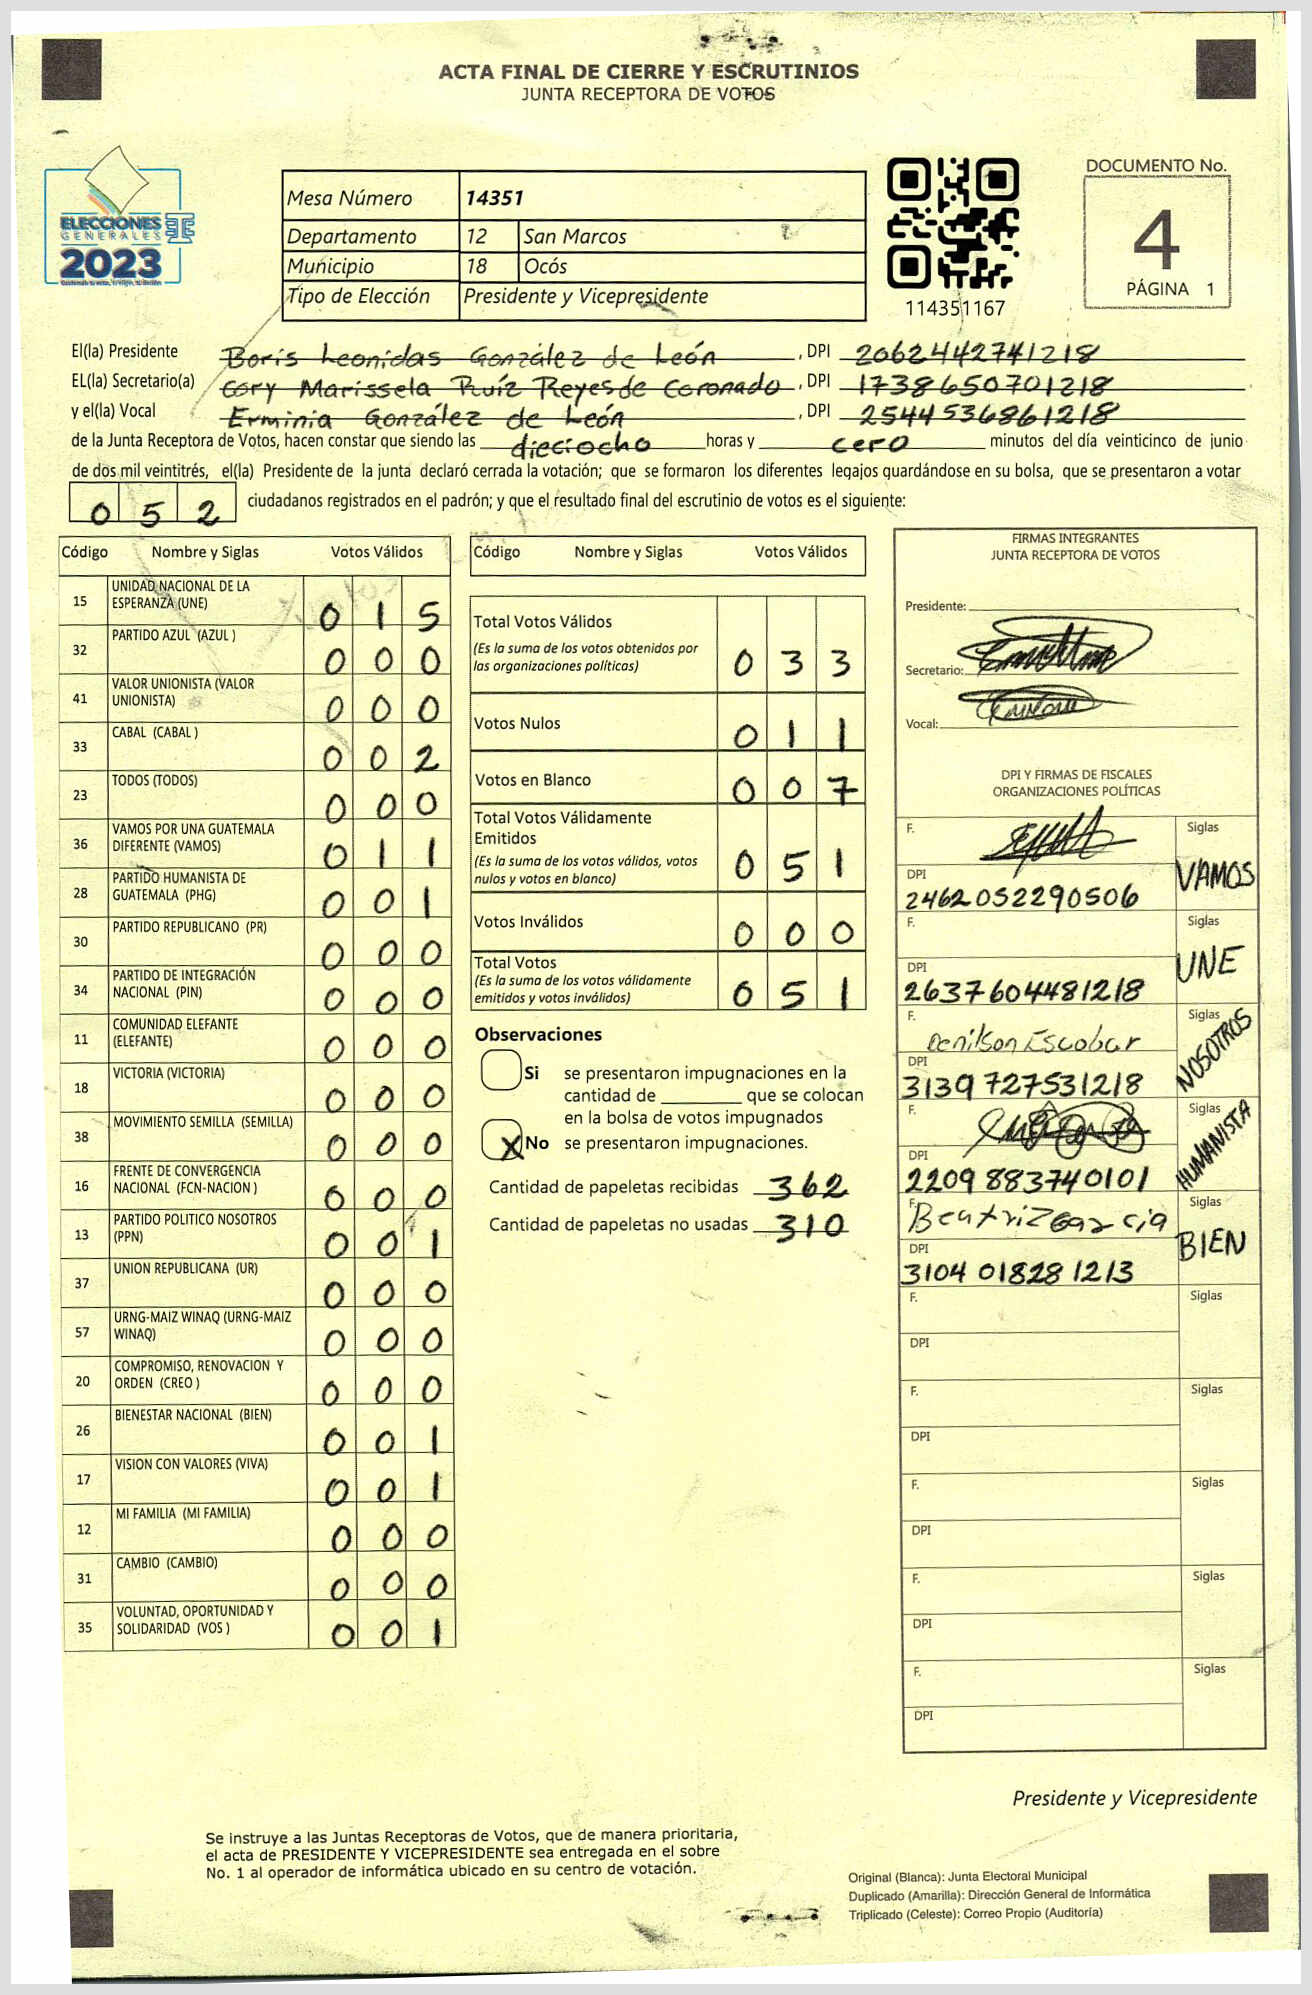 ACTA FINAL DE CIERRE Y ESCRUTINIOS
JUNTA RECEPTORA DE VOTOS
ELECCIONES
GENERALES
2023
Mesa Número 14351
Departamento 12 San Marcos
Municipio 18 Ocós
Tipo de Elección Presidente y Vicepresidente
114351167
DOCUMENTO No.
4
PÁGINA 1
El(la) Presidente Boris Leonidas González de León, DPI 2062442741218
EL(la) Secretario(a) Cory Marissela Ruíz Reyes de Coronado, DPI 1738650701218
y el(la) Vocal Erminia González de León, DPI 2544536861218
de la Junta Receptora de Votos, hacen constar que siendo las dieciocho horas y cero minutos del día veinticinco de junio
de dos mil veintitrés, el(la) Presidente de la junta declaró cerrada la votación; que se formaron los diferentes legajos guardándose en su bolsa, que se presentaron a votar
0 5 2 ciudadanos registrados en el padrón; y que el resultado final del escrutinio de votos es el siguiente:
Código Nombre y Siglas Votos Válidos
15 UNIDAD NACIONAL DE LA ESPERANZA (UNE) 0 1 5
32 PARTIDO AZUL (AZUL ) 0 0 0
41 VALOR UNIONISTA (VALOR UNIONISTA) 0 0 0
33 CABAL (CABAL ) 0 0 2
23 TODOS (TODOS) 0 0 0
36 VAMOS POR UNA GUATEMALA DIFERENTE (VAMOS) 0 1 1
28 PARTIDO HUMANISTA DE GUATEMALA (PHG) 0 0 1
30 PARTIDO REPUBLICANO (PR) 0 0 0
34 PARTIDO DE INTEGRACIÓN NACIONAL (PIN) 0 0 0
11 COMUNIDAD ELEFANTE (ELEFANTE) 0 0 0
18 VICTORIA (VICTORIA) 0 0 0
38 MOVIMIENTO SEMILLA (SEMILLA) 0 0 0
16 FRENTE DE CONVERGENCIA NACIONAL (FCN-NACION ) 0 0 0
13 PARTIDO POLITICO NOSOTROS (PPN) 0 0 1
37 UNION REPUBLICANA (UR) 0 0 0
57 URNG-MAIZ WINAQ (URNG-MAIZ WINAQ) 0 0 0
20 COMPROMISO, RENOVACION Y ORDEN (CREO ) 0 0 0
26 BIENESTAR NACIONAL (BIEN) 0 0 1
17 VISION CON VALORES (VIVA) 0 0 1
12 MI FAMILIA (MI FAMILIA) 0 0 0
31 CAMBIO (CAMBIO) 0 0 0
35 VOLUNTAD, OPORTUNIDAD Y SOLIDARIDAD (VOS ) 0 0 1
Código Nombre y Siglas Votos Válidos
Total Votos Válidos
(Es la suma de los votos obtenidos por
las organizaciones políticas) 0 3 3
Votos Nulos 0 1 1
Votos en Blanco 0 0 7
Total Votos Válidamente
Emitidos
(Es la suma de los votos válidos, votos
nulos y votos en blanco) 0 5 1
Votos Inválidos 0 0 0
Total Votos
(Es la suma de los votos válidamente
emitidos y votos inválidos) 0 5 1
Observaciones
Si se presentaron impugnaciones en la
cantidad de ________ que se colocan
en la bolsa de votos impugnados
X No se presentaron impugnaciones.
Cantidad de papeletas recibidas 362
Cantidad de papeletas no usadas 310
FIRMAS INTEGRANTES
JUNTA RECEPTORA DE VOTOS
Presidente:
Secretario:
Vocal:
DPI Y FIRMAS DE FISCALES
ORGANIZACIONES POLÍTICAS
F. Siglas
VAMOS
DPI
2462052290506
F. Siglas
UNE
DPI
2637604481218
F. Denilson Escobar Siglas
NOSOTROS
DPI
3139 727531218
F. Siglas
HUMANISTA
DPI
2209 883740101
F. Beatriz Garcia Siglas
BIEN
DPI
3104 018281213
F. Siglas
DPI
F. Siglas
DPI
F. Siglas
DPI
F. Siglas
DPI
F. Siglas
DPI
Presidente y Vicepresidente
Se instruye a las Juntas Receptoras de Votos, que de manera prioritaria,
el acta de PRESIDENTE Y VICEPRESIDENTE sea entregada en el sobre
No. 1 al operador de informática ubicado en su centro de votación.
Original (Blanca): Junta Electoral Municipal
Duplicado (Amarilla): Dirección General de Informática
Triplicado (Celeste): Correo Propio (Auditoría)